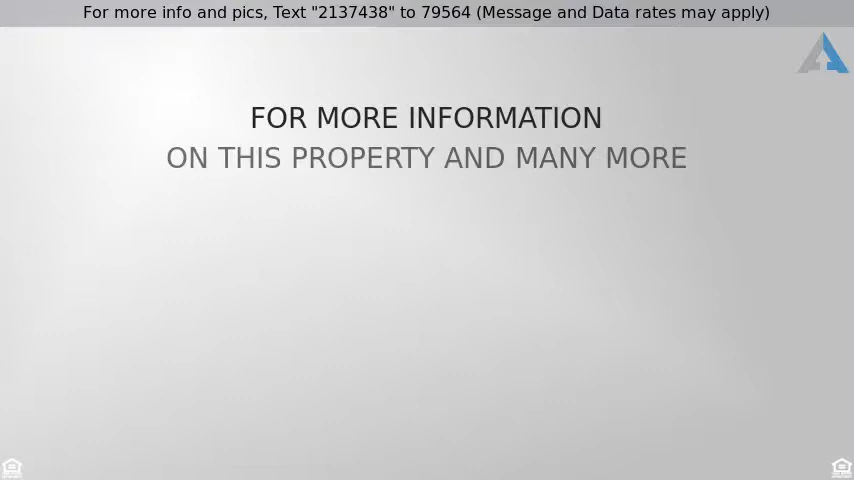 For more info and pics, Text "2137438" to 79564 (Message and Data rates may apply)
FOR MORE INFORMATION
ON THIS PROPERTY AND MANY MORE